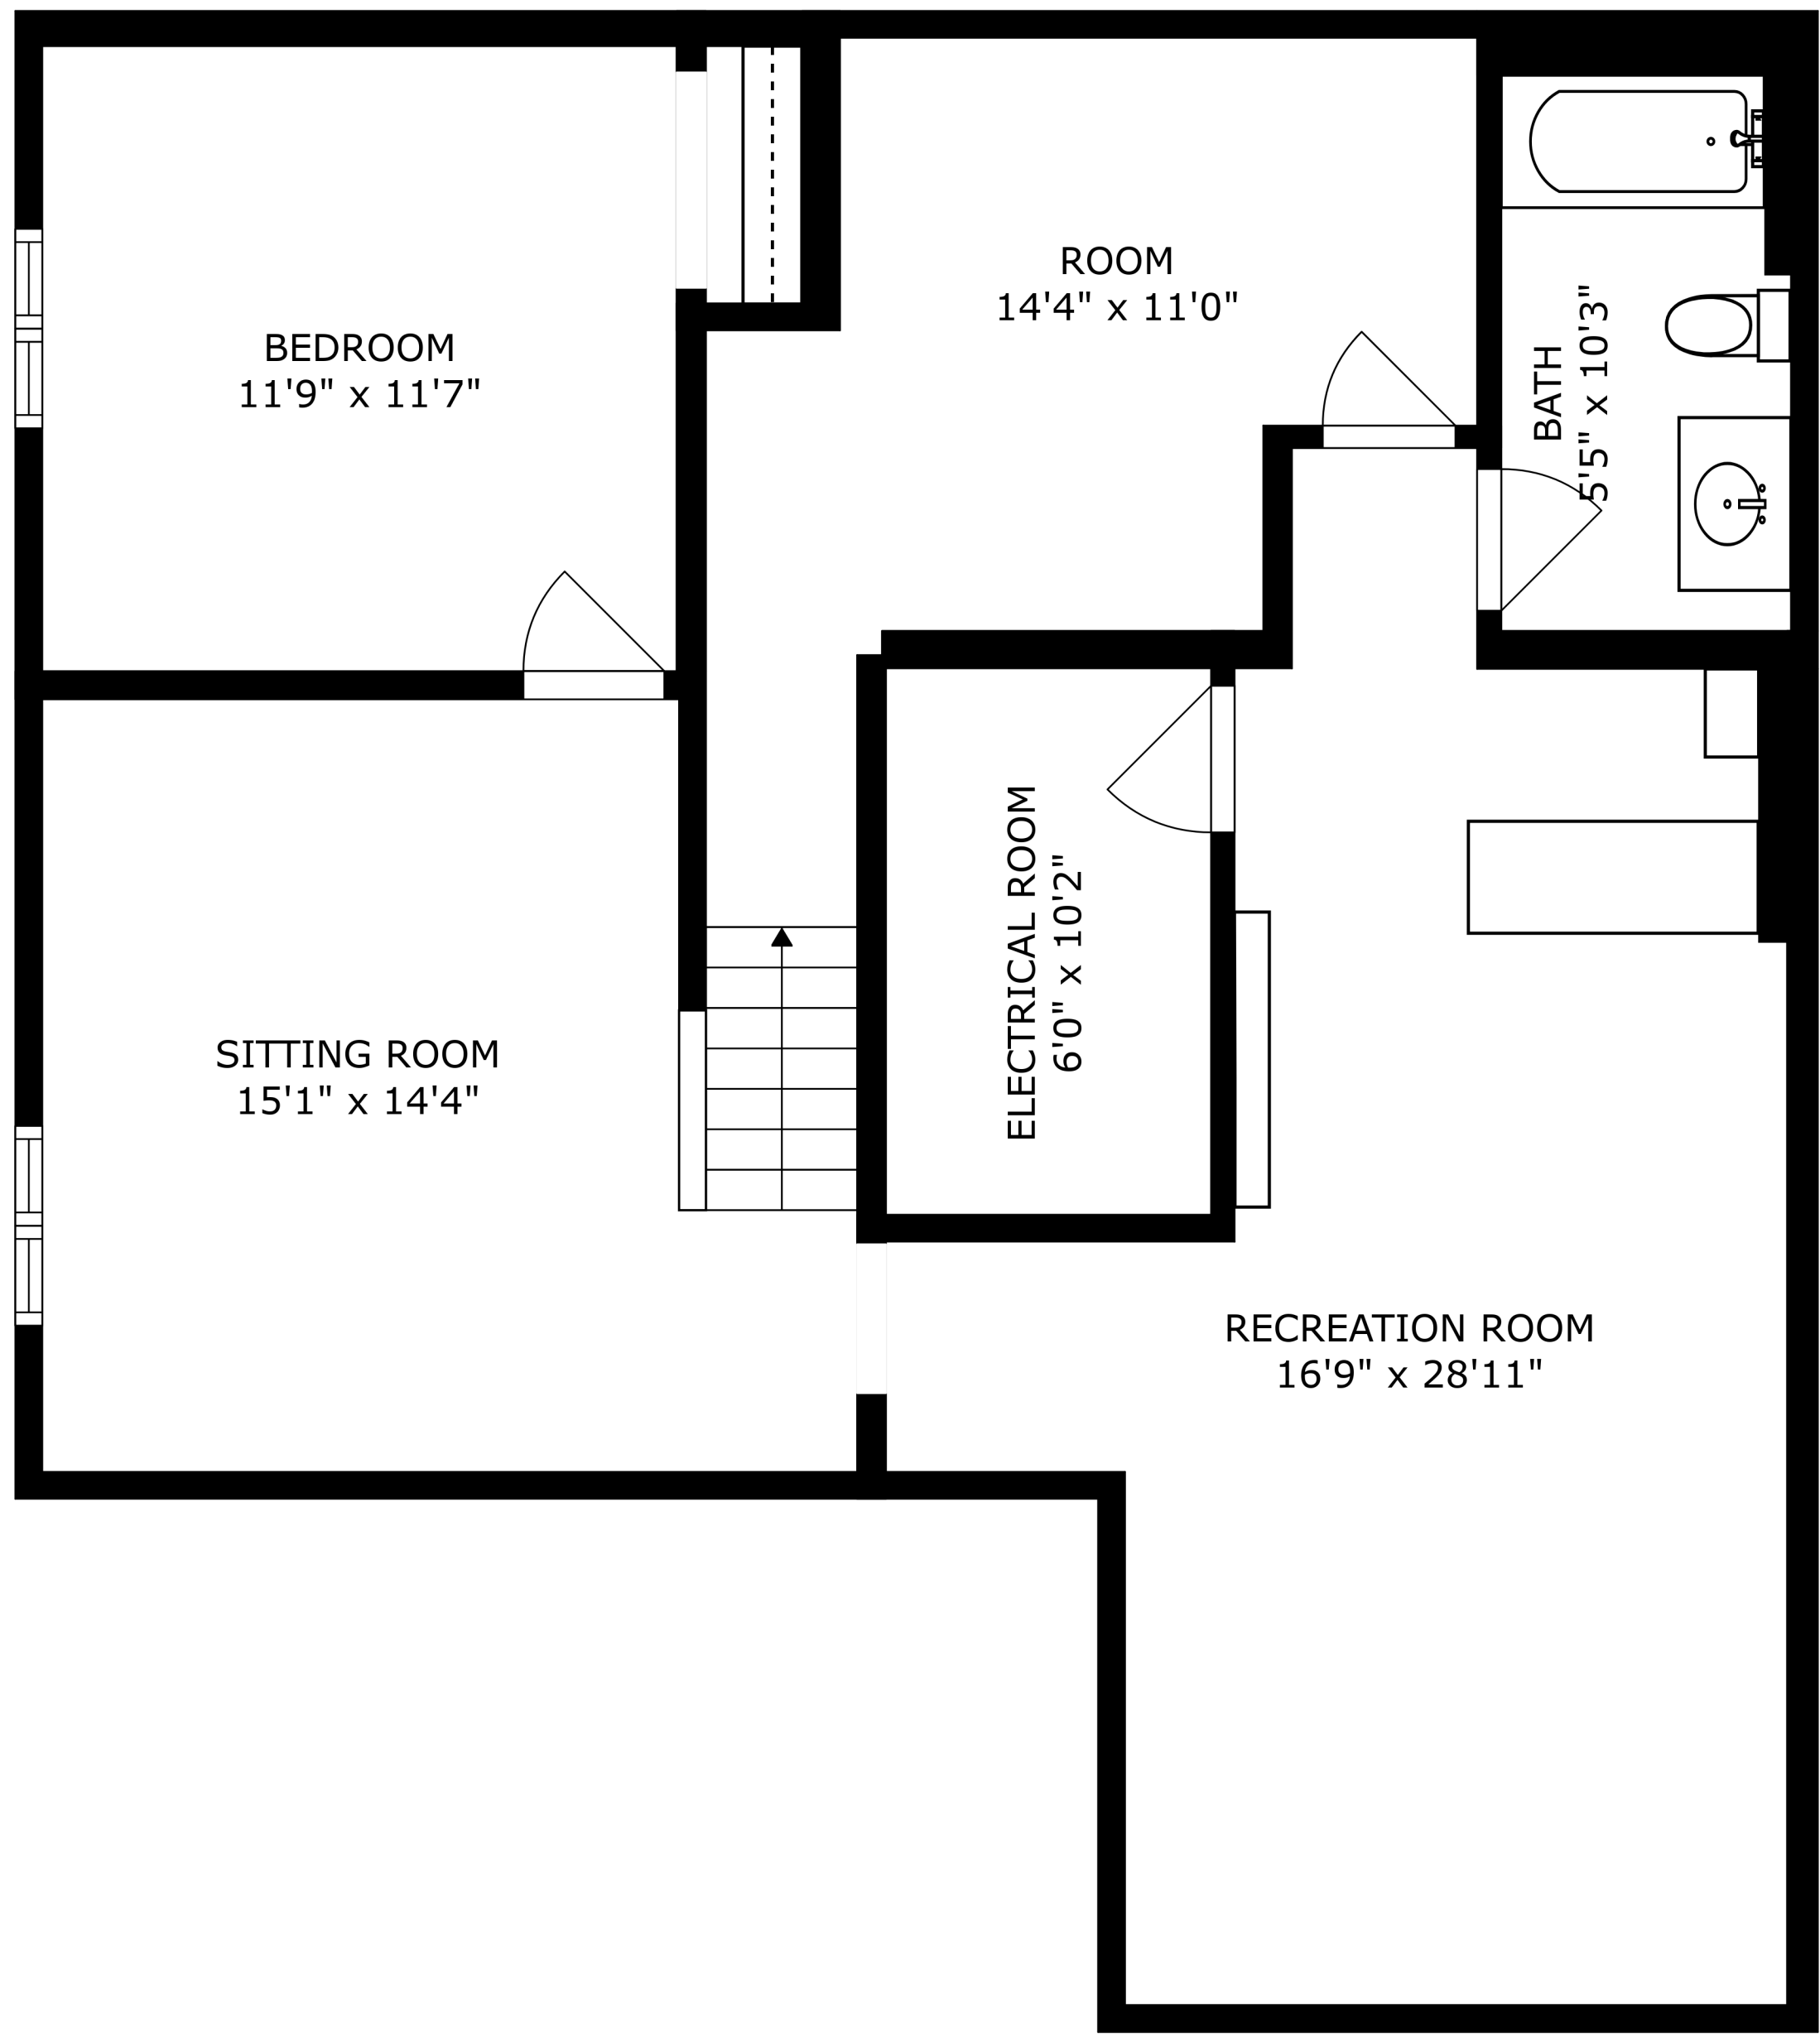 ROOM
14'4" x 11'0"
BEDROOM
11'9" x 11'7"
BATH
5'5" x 10'3"
ELECTRICAL ROOM
6'0" x 10'2"
SITTING ROOM
15'1" x 14'4"
RECREATION ROOM
16'9" x 28'11"